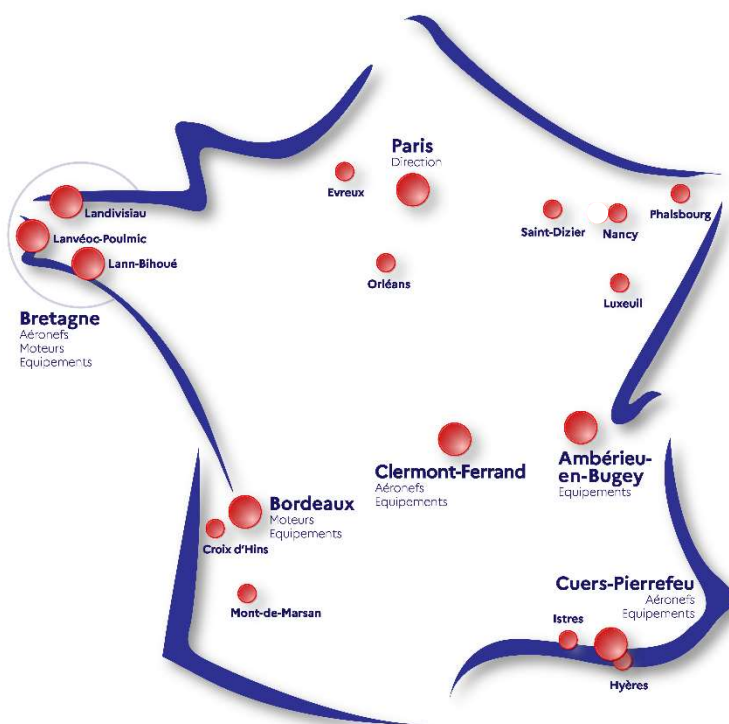 Paris
Direction
Evreux
Landivisiau
Lanvéoc-Poulmic
Lann-Bihoué
Saint-Dizier
Nancy
Phalsbourg
Orléans
Luxeuil
Bretagne
Aéronefs
Moteurs
Equipements
Clermont-Ferrand
Aéronefs
Equipements
Ambérieu-
en-Bugey
Equipements
Bordeaux
Moteurs
Equipements
Croix d'Hins
Mont-de-Marsan
Cuers-Pierrefeu
Aéronefs
Equipements
Istres
Hyères